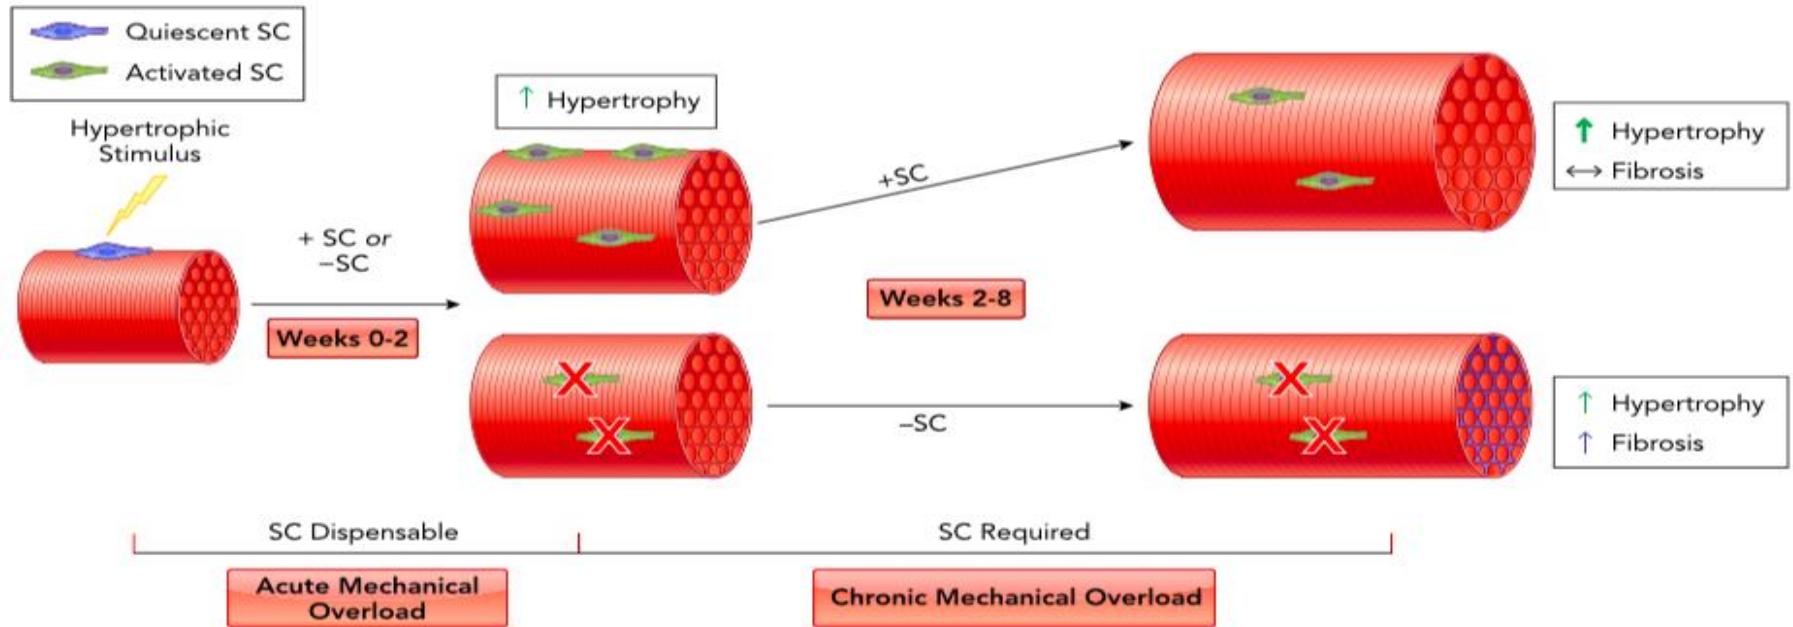 Quiescent SC
Activated SC
Hypertrophic
Stimulus
+ SC or
–SC
Weeks 0-2
↑ Hypertrophy
+SC
Weeks 2-8
–SC
↑ Hypertrophy
↔ Fibrosis
↑ Hypertrophy
↑ Fibrosis
SC Dispensable
SC Required
Acute Mechanical
Overload
Chronic Mechanical Overload